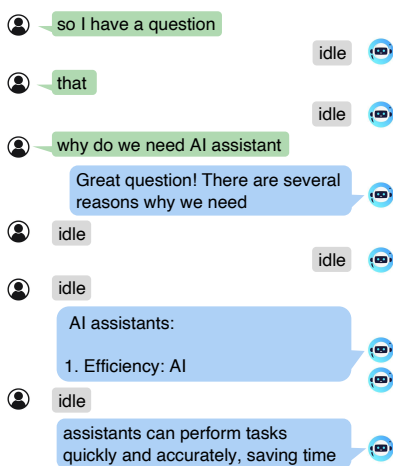 so I have a question
idle
that
idle
why do we need AI assistant
Great question! There are several
reasons why we need
idle
idle
idle
AI assistants:
1. Efficiency: AI
idle
assistants can perform tasks
quickly and accurately, saving time